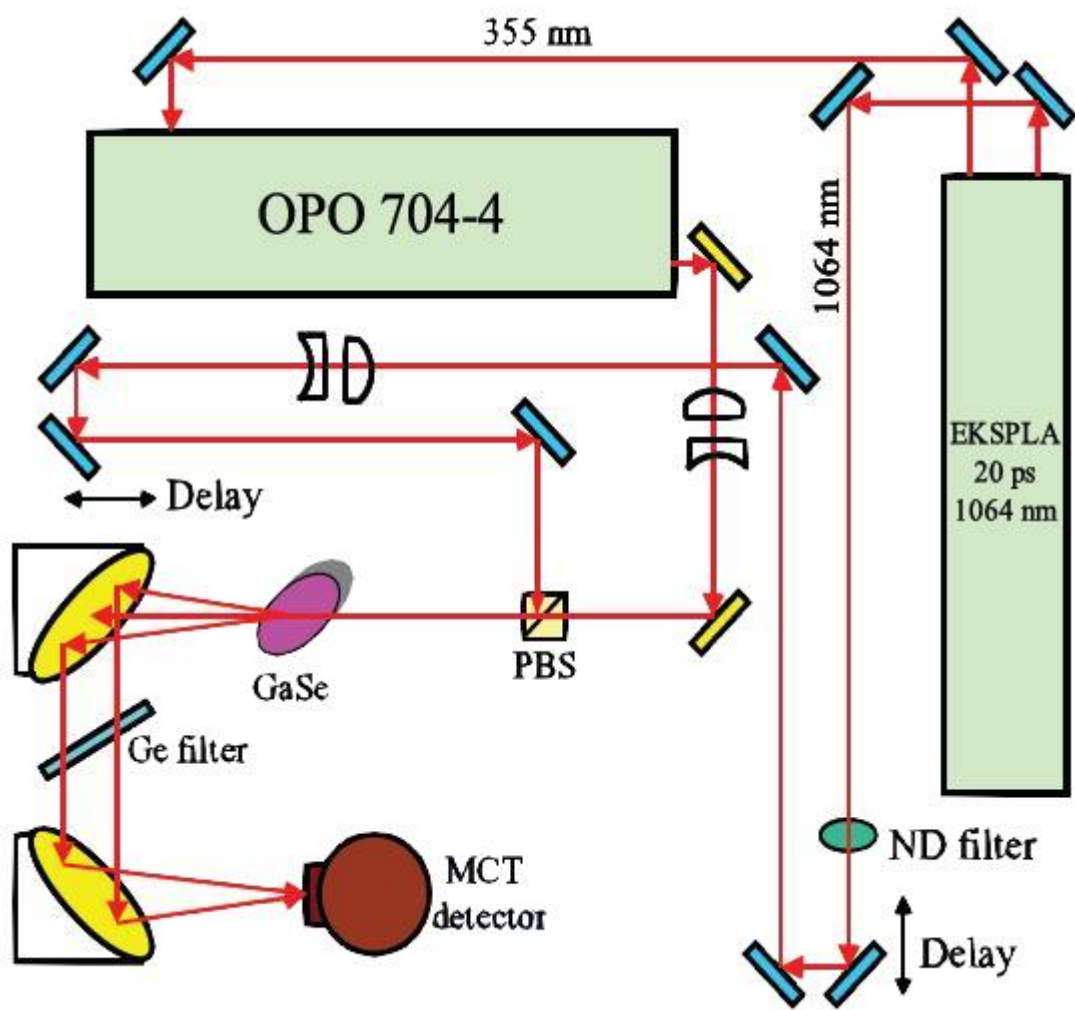 355 nm
OPO 704-4
1064 nm
EKSPLA
20 ps
1064 nm
Delay
PBS
GaSe
Ge filter
MCT
detector
ND filter
Delay